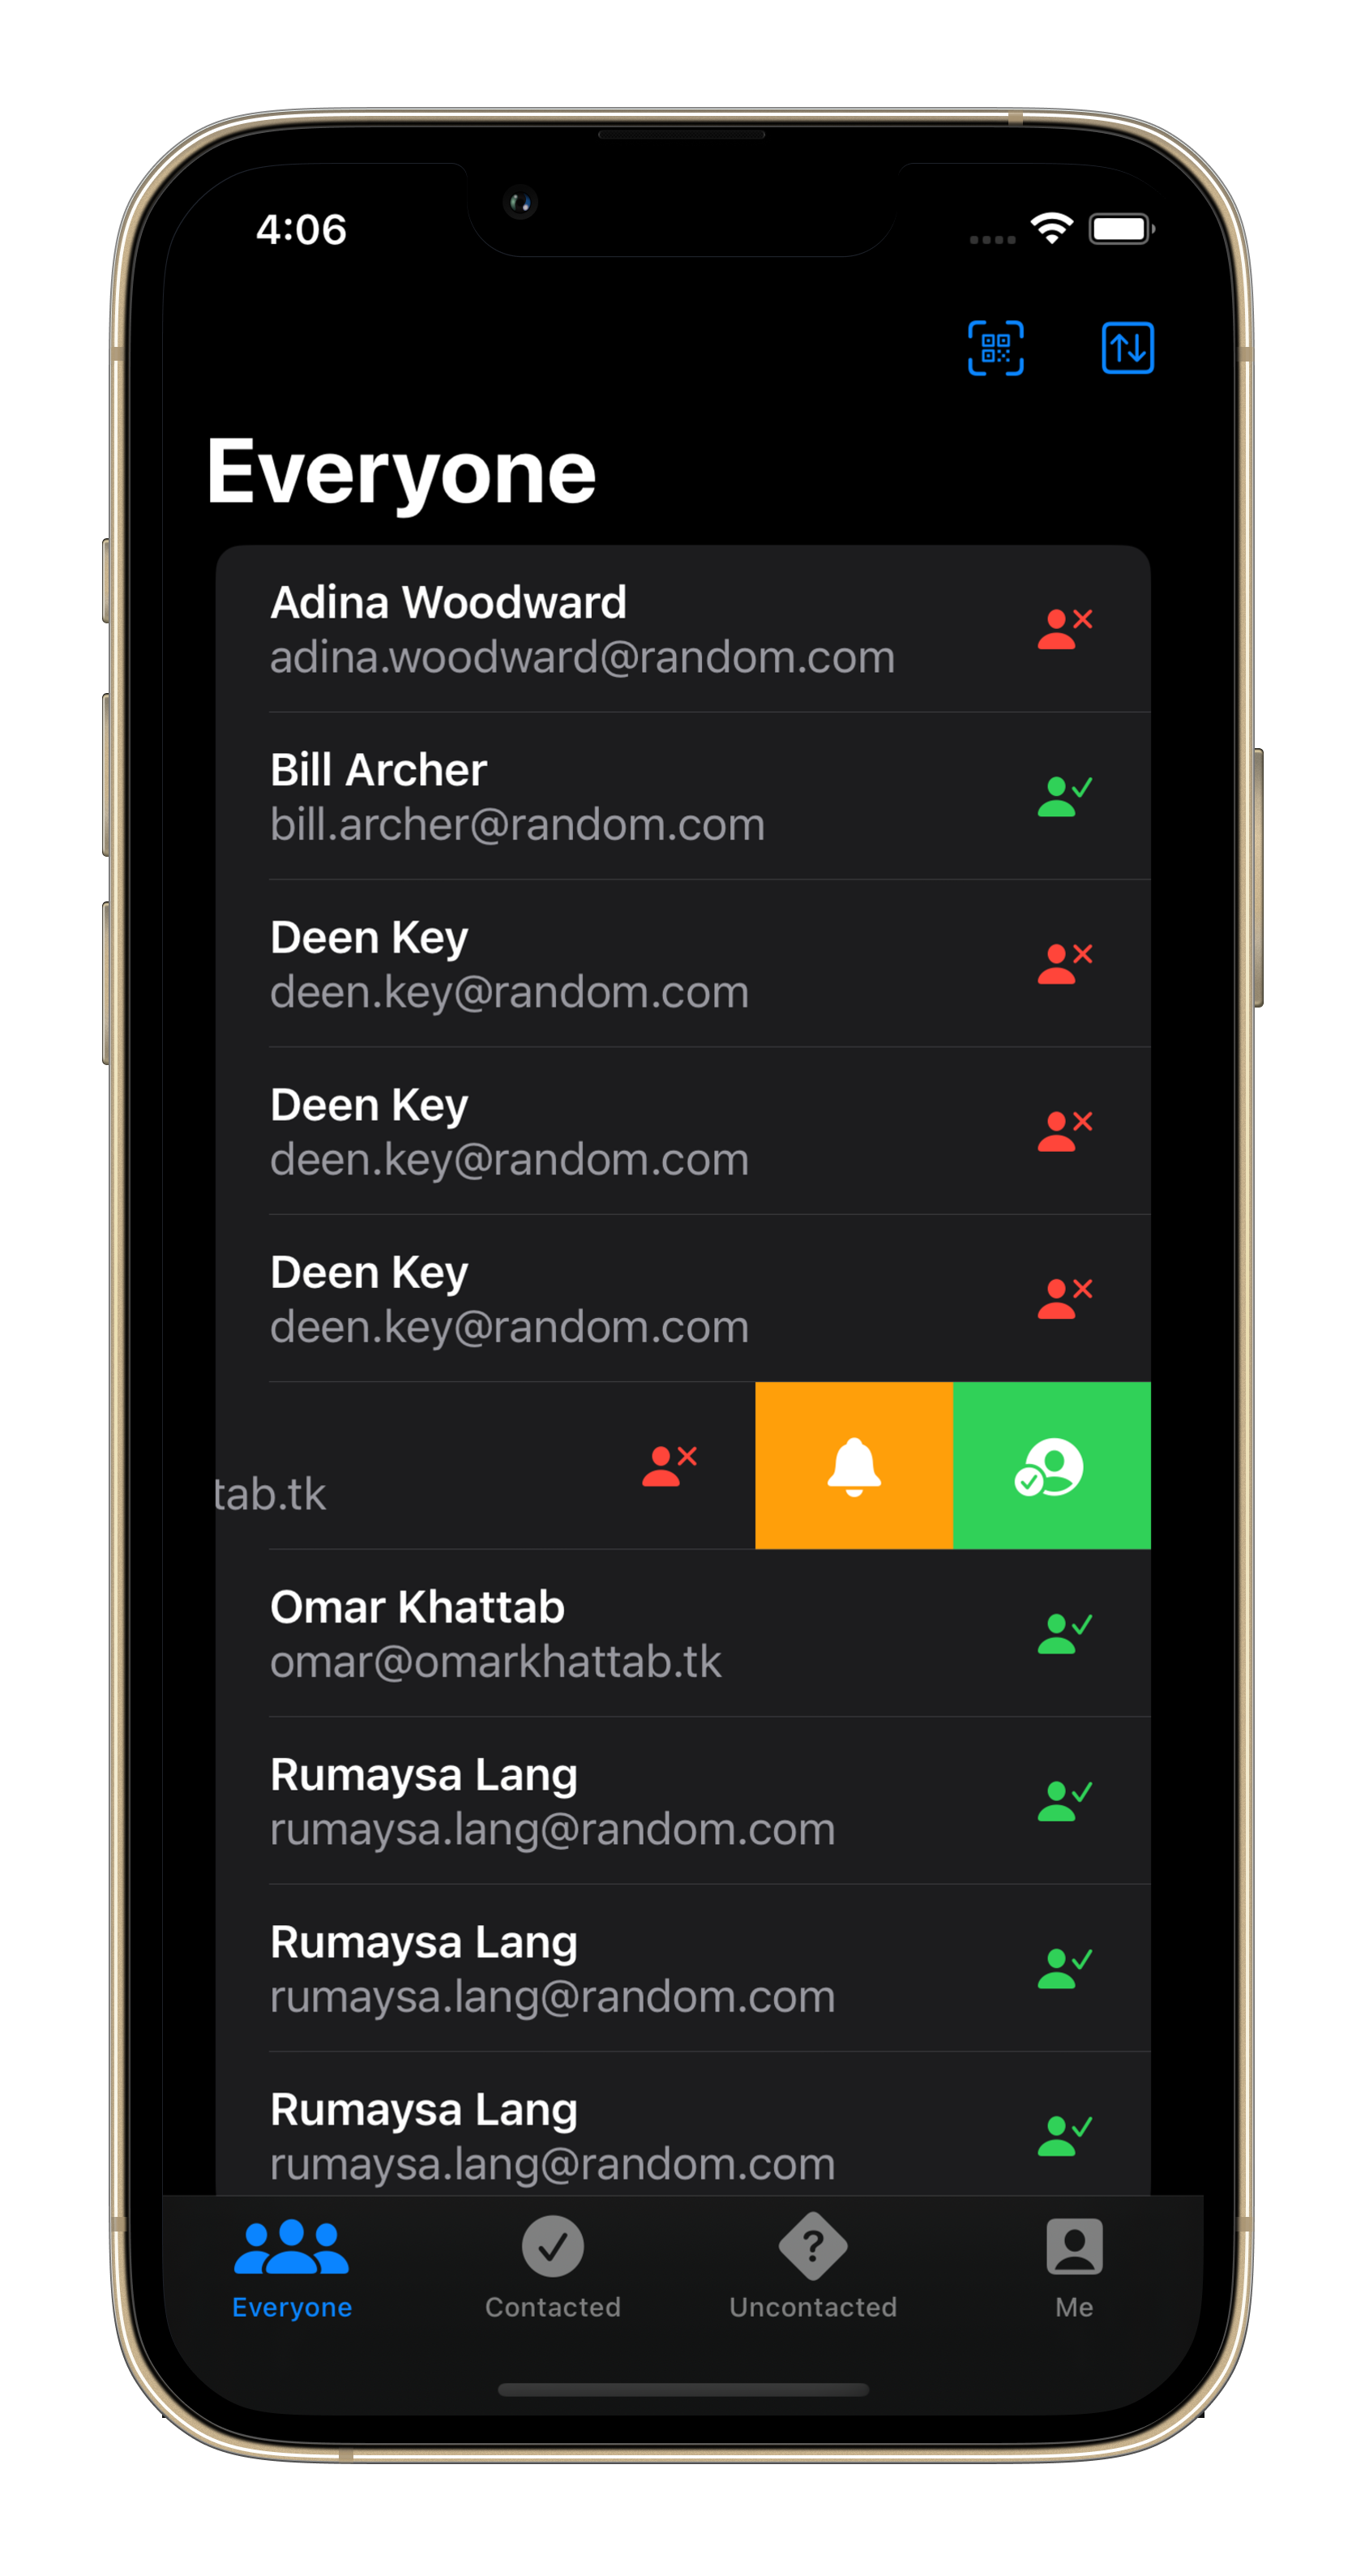 4:06
Everyone
Adina Woodward
adina.woodward@random.com
Bill Archer
bill.archer@random.com
Deen Key
deen.key@random.com
Deen Key
deen.key@random.com
Deen Key
deen.key@random.com
tab.tk
Omar Khattab
omar@omarkhattab.tk
Rumaysa Lang
rumaysa.lang@random.com
Rumaysa Lang
rumaysa.lang@random.com
Rumaysa Lang
rumaysa.lang@random.com
Everyone
Contacted
Uncontacted
Me